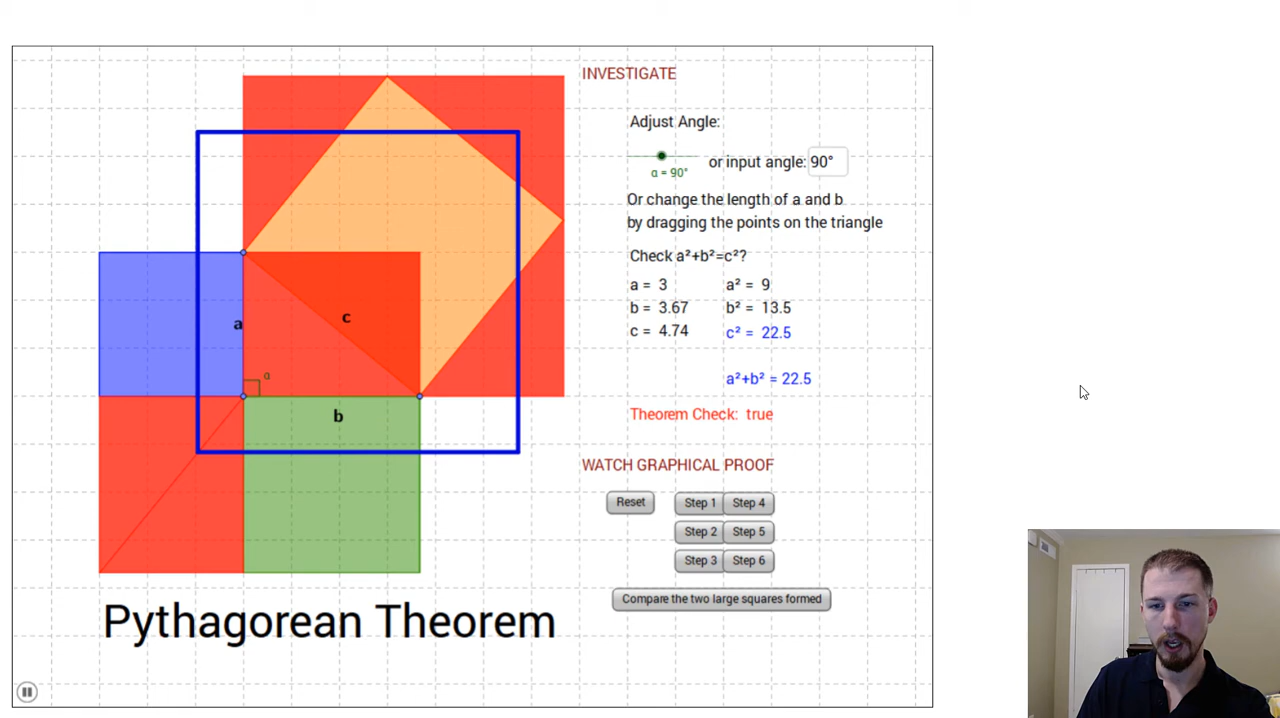 INVESTIGATE
Adjust Angle:
or input angle: 90°
α = 90°
Or change the length of a and b
by dragging the points on the triangle
Check a²+b²=c²?
a = 3 a² = 9
b = 3.67 b² = 13.5
c = 4.74 c² = 22.5
a²+b² = 22.5
Theorem Check: true
WATCH GRAPHICAL PROOF
Reset Step 1 Step 4
Step 2 Step 5
Step 3 Step 6
Compare the two large squares formed
c
a
α
b
Pythagorean Theorem